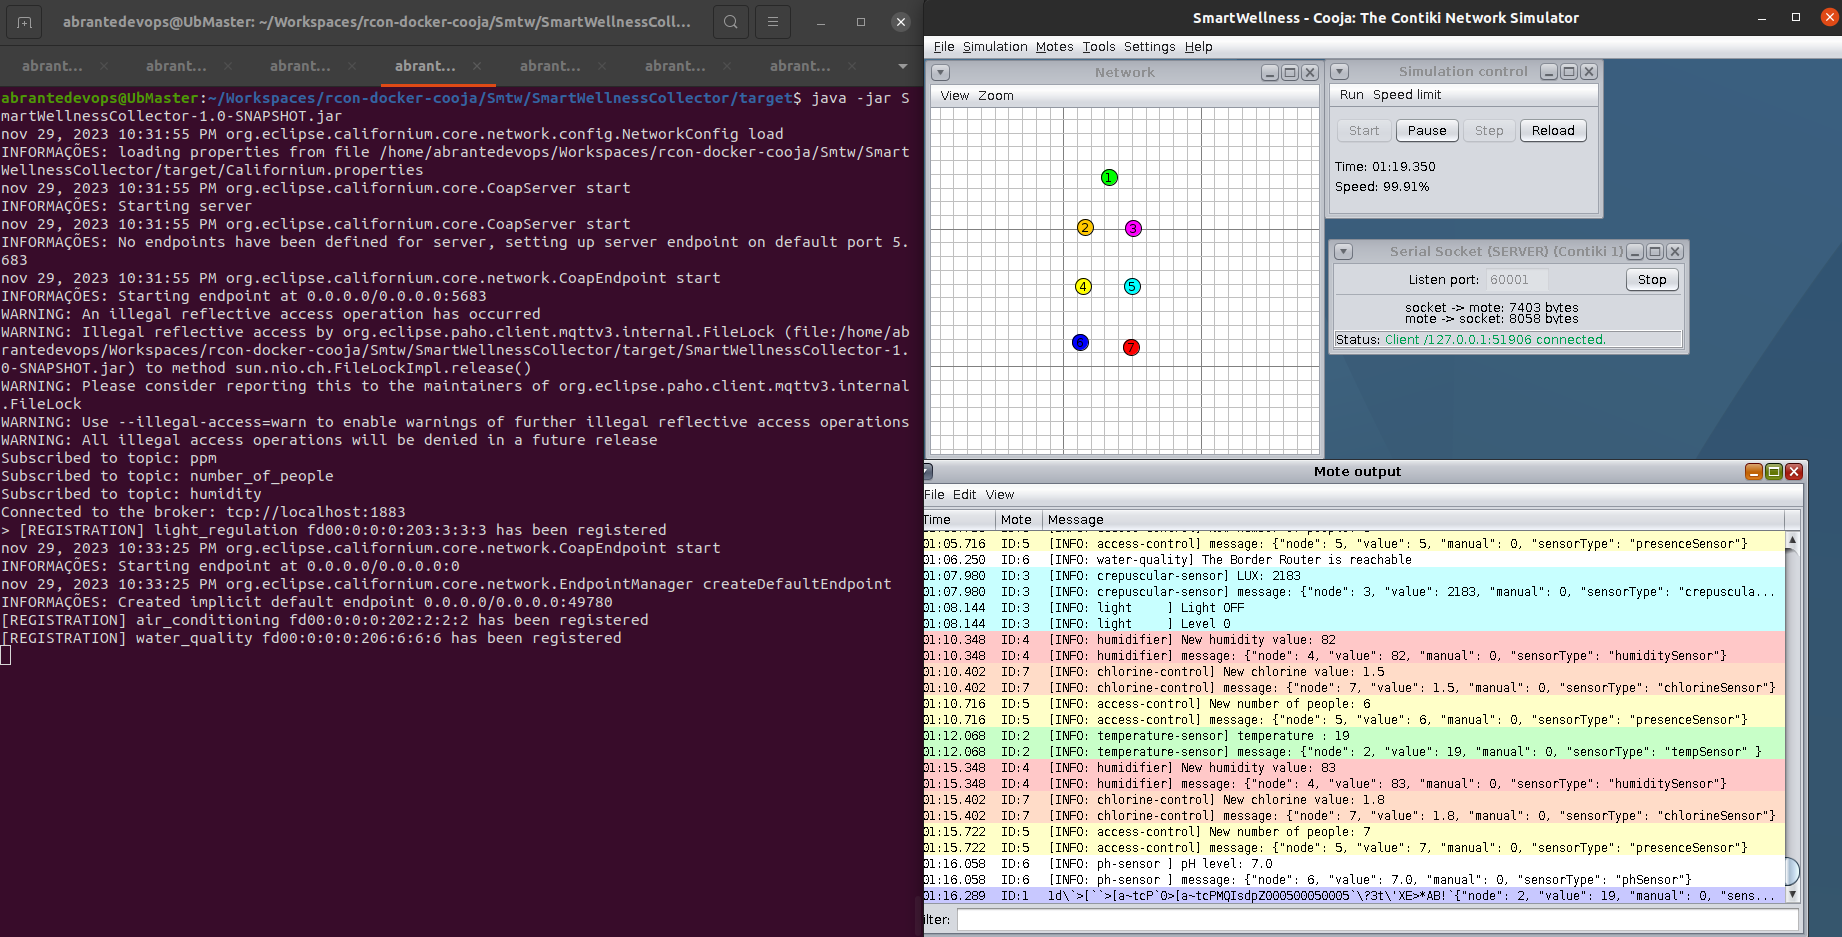 abrantedevops@UbMaster: ~/Workspaces/rcon-docker-cooja/Smtw/SmartWellnessColl...
abrant...
abrant...
abrant...
abrant...
abrant...
abrant...
abrant...
abrantedevops@UbMaster:~/Workspaces/rcon-docker-cooja/Smtw/SmartWellnessCollector/target$ java -jar S
martWellnessCollector-1.0-SNAPSHOT.jar
nov 29, 2023 10:31:55 PM org.eclipse.californium.core.network.config.NetworkConfig load
INFORMAÇÕES: loading properties from file /home/abrantedevops/Workspaces/rcon-docker-cooja/Smtw/Smart
WellnessCollector/target/Californium.properties
nov 29, 2023 10:31:55 PM org.eclipse.californium.core.CoapServer start
INFORMAÇÕES: Starting server
nov 29, 2023 10:31:55 PM org.eclipse.californium.core.CoapServer start
INFORMAÇÕES: No endpoints have been defined for server, setting up server endpoint on default port 5.
683
nov 29, 2023 10:31:55 PM org.eclipse.californium.core.network.CoapEndpoint start
INFORMAÇÕES: Starting endpoint at 0.0.0.0/0.0.0.0:5683
WARNING: An illegal reflective access operation has occurred
WARNING: Illegal reflective access by org.eclipse.paho.client.mqttv3.internal.FileLock (file:/home/ab
rantedevops/Workspaces/rcon-docker-cooja/Smtw/SmartWellnessCollector/target/SmartWellnessCollector-1.
0-SNAPSHOT.jar) to method sun.nio.ch.FileLockImpl.release()
WARNING: Please consider reporting this to the maintainers of org.eclipse.paho.client.mqttv3.internal
.FileLock
WARNING: Use --illegal-access=warn to enable warnings of further illegal reflective access operations
WARNING: All illegal access operations will be denied in a future release
Subscribed to topic: ppm
Subscribed to topic: number_of_people
Subscribed to topic: humidity
Connected to the broker: tcp://localhost:1883
> [REGISTRATION] light_regulation fd00:0:0:0:203:3:3:3 has been registered
nov 29, 2023 10:33:25 PM org.eclipse.californium.core.network.CoapEndpoint start
INFORMAÇÕES: Starting endpoint at 0.0.0.0/0.0.0.0:0
nov 29, 2023 10:33:25 PM org.eclipse.californium.core.network.EndpointManager createDefaultEndpoint
INFORMAÇÕES: Created implicit default endpoint 0.0.0.0/0.0.0.0:49780
[REGISTRATION] air_conditioning fd00:0:0:0:202:2:2:2 has been registered
[REGISTRATION] water_quality fd00:0:0:0:206:6:6:6 has been registered
SmartWellness - Cooja: The Contiki Network Simulator
File Simulation Motes Tools Settings Help
Network
View Zoom
1
2
3
4
5
6
7
Simulation control
Run Speed limit
Start Pause Step Reload
Time: 01:19.350
Speed: 99.91%
Serial Socket (SERVER) (Contiki 1)
Listen port: 60001 Stop
socket -> mote: 7403 bytes
mote -> socket: 8058 bytes
Status: Client /127.0.0.1:51906 connected.
Mote output
File Edit View
Time Mote Message
01:05.716 ID:5 [INFO: access-control] message: {"node": 5, "value": 5, "manual": 0, "sensorType": "presenceSensor"}
01:06.250 ID:6 [INFO: water-quality] The Border Router is reachable
01:07.980 ID:3 [INFO: crepuscular-sensor] LUX: 2183
01:07.980 ID:3 [INFO: crepuscular-sensor] message: {"node": 3, "value": 2183, "manual": 0, "sensorType": "crepuscula...
01:08.144 ID:3 [INFO: light     ] Light OFF
01:08.144 ID:3 [INFO: light     ] Level 0
01:10.348 ID:4 [INFO: humidifier] New humidity value: 82
01:10.348 ID:4 [INFO: humidifier] message: {"node": 4, "value": 82, "manual": 0, "sensorType": "humiditySensor"}
01:10.402 ID:7 [INFO: chlorine-control] New chlorine value: 1.5
01:10.402 ID:7 [INFO: chlorine-control] message: {"node": 7, "value": 1.5, "manual": 0, "sensorType": "chlorineSensor"}
01:10.716 ID:5 [INFO: access-control] New number of people: 6
01:10.716 ID:5 [INFO: access-control] message: {"node": 5, "value": 6, "manual": 0, "sensorType": "presenceSensor"}
01:12.068 ID:2 [INFO: temperature-sensor] temperature : 19
01:12.068 ID:2 [INFO: temperature-sensor] message: {"node": 2, "value": 19, "manual": 0, "sensorType": "tempSensor" }
01:15.348 ID:4 [INFO: humidifier] New humidity value: 83
01:15.348 ID:4 [INFO: humidifier] message: {"node": 4, "value": 83, "manual": 0, "sensorType": "humiditySensor"}
01:15.402 ID:7 [INFO: chlorine-control] New chlorine value: 1.8
01:15.402 ID:7 [INFO: chlorine-control] message: {"node": 7, "value": 1.8, "manual": 0, "sensorType": "chlorineSensor"}
01:15.722 ID:5 [INFO: access-control] New number of people: 7
01:15.722 ID:5 [INFO: access-control] message: {"node": 5, "value": 7, "manual": 0, "sensorType": "presenceSensor"}
01:16.058 ID:6 [INFO: ph-sensor ] pH level: 7.0
01:16.058 ID:6 [INFO: ph-sensor ] message: {"node": 6, "value": 7.0, "manual": 0, "sensorType": "phSensor"}
01:16.289 ID:1 {"node": 2, "value": 19, "manual": 0, "sens...
ilter: